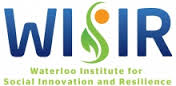 WISIR
Waterloo Institute for
Social Innovation and Resilience